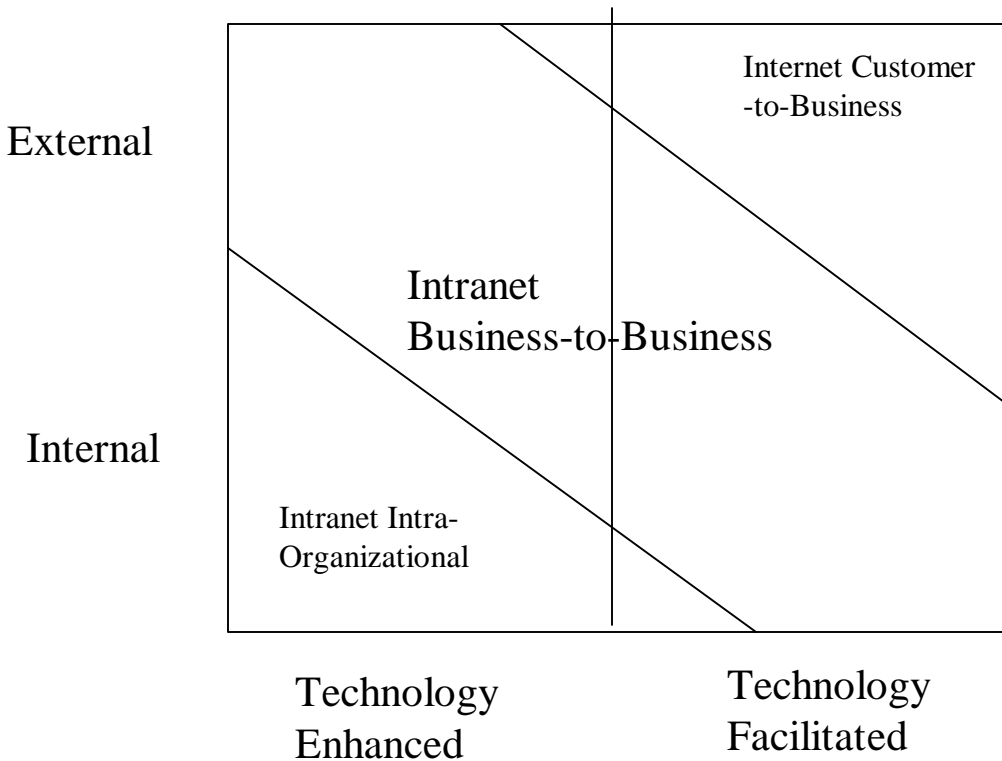 Internet Customer
-to-Business
External
Intranet
Business-to-Business
Internal
Intranet Intra-
Organizational
Technology
Enhanced
Technology
Facilitated